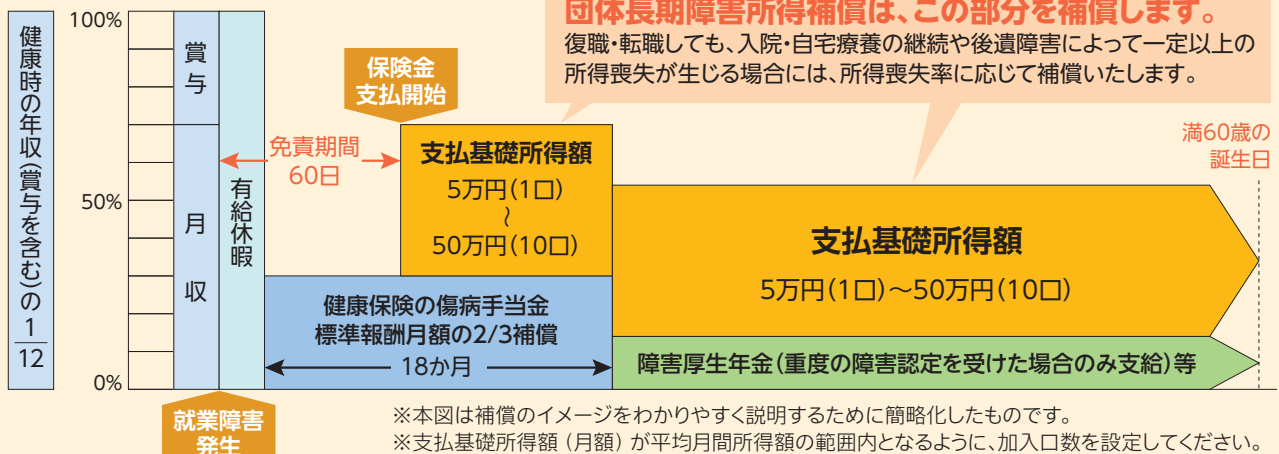 団体長期障害所得補償は、この部分を補償します。
復職・転職しても、入院・自宅療養の継続や後遺障害によって一定以上の
所得喪失が生じる場合には、所得喪失率に応じて補償いたします。
健康時の年収(賞与を含む)の1/12
100%
50%
0%
賞与
月収
有給休暇
免責期間
60日
保険金
支払開始
支払基礎所得額
5万円(1口)
〜
50万円(10口)
満60歳の
誕生日
支払基礎所得額
5万円(1口)〜50万円(10口)
健康保険の傷病手当金
標準報酬月額の2/3補償
18か月
障害厚生年金(重度の障害認定を受けた場合のみ支給)等
就業障害
発生
※本図は補償のイメージをわかりやすく説明するために簡略化したものです。
※支払基礎所得額(月額)が平均月間所得額の範囲内となるように、加入口数を設定してください。